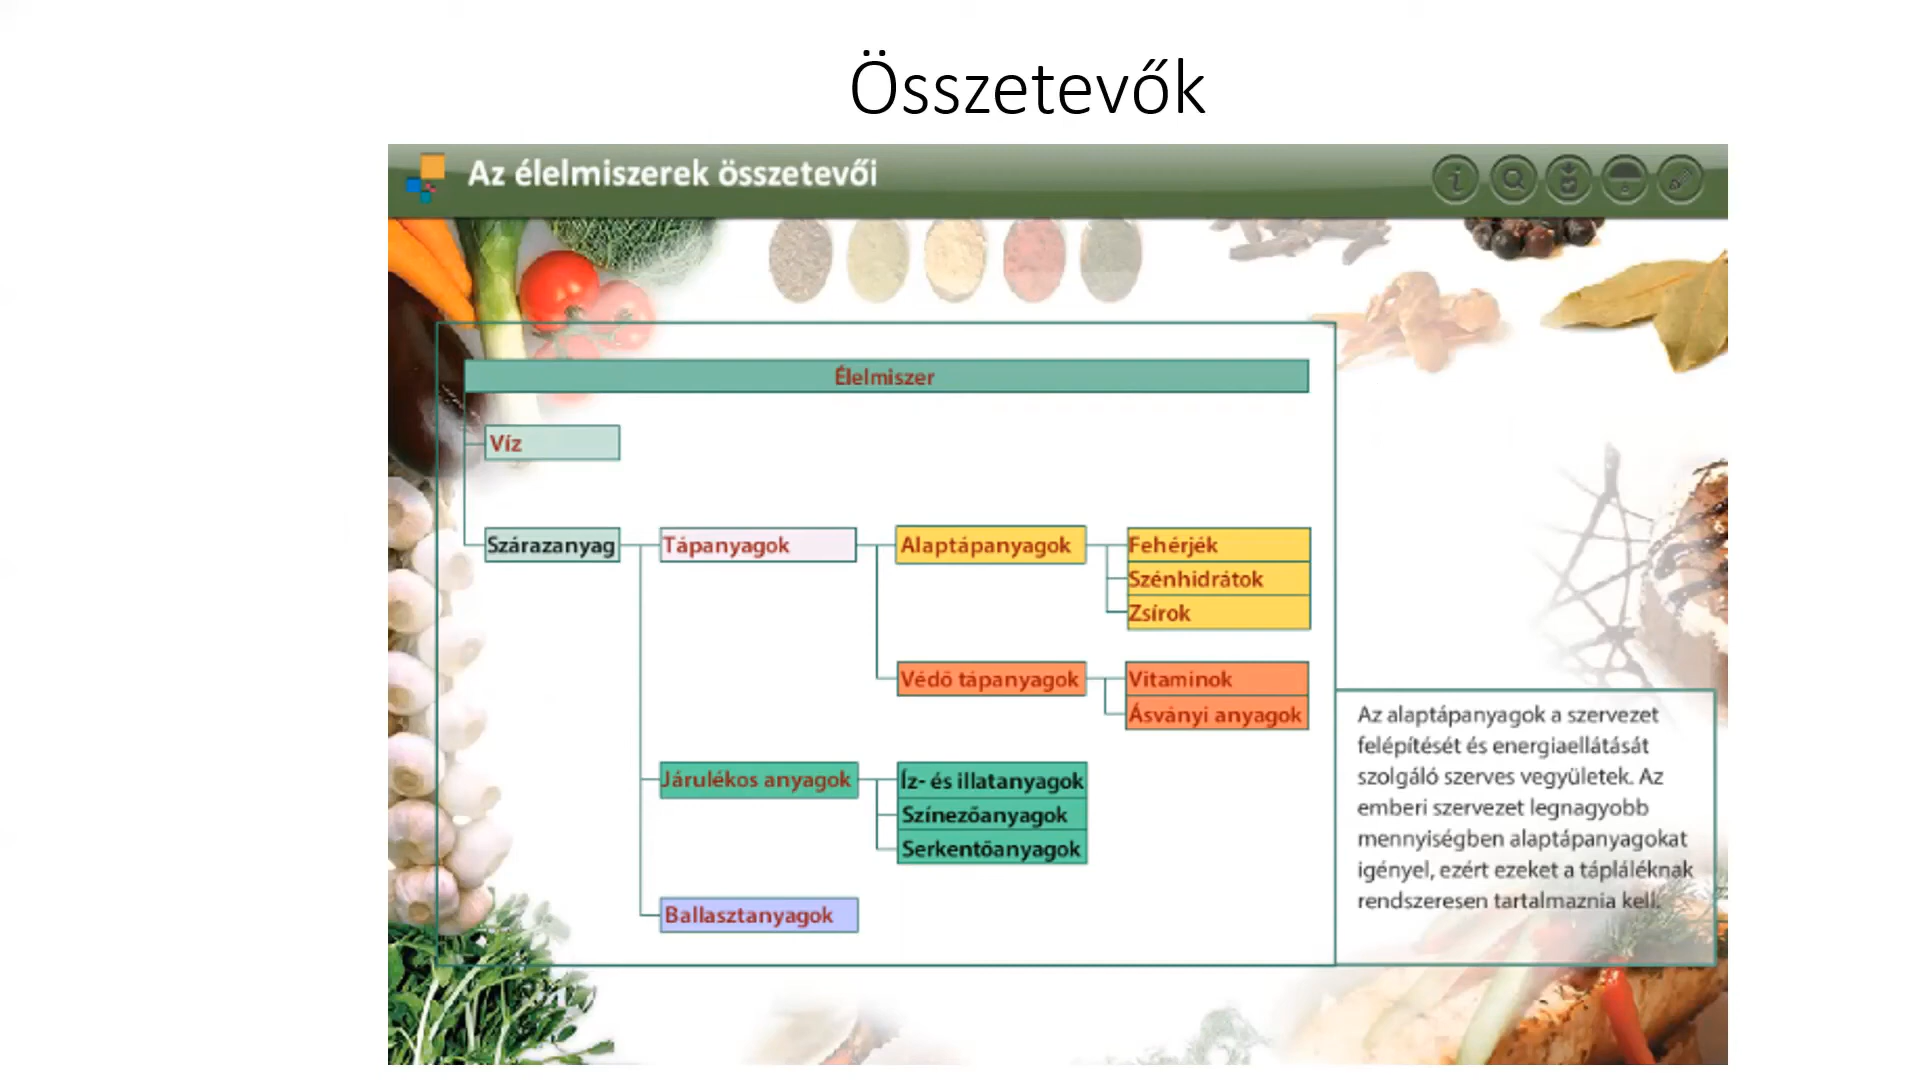 Összetevők
Az élelmiszerek összetevői
Élelmiszer
Víz
Szárazanyag
Tápanyagok
Alaptápanyagok
Fehérjék
Szénhidrátok
Zsírok
Védő tápanyagok
Vitaminok
Ásványi anyagok
Járulékos anyagok
Íz- és illatanyagok
Színezőanyagok
Serkentőanyagok
Ballasztanyagok
Az alaptápanyagok a szervezet
felépítését és energiaellátását
szolgáló szerves vegyületek. Az
emberi szervezet legnagyobb
mennyiségben alaptápanyagokat
igényel, ezért ezeket a tápláléknak
rendszeresen tartalmaznia kell.